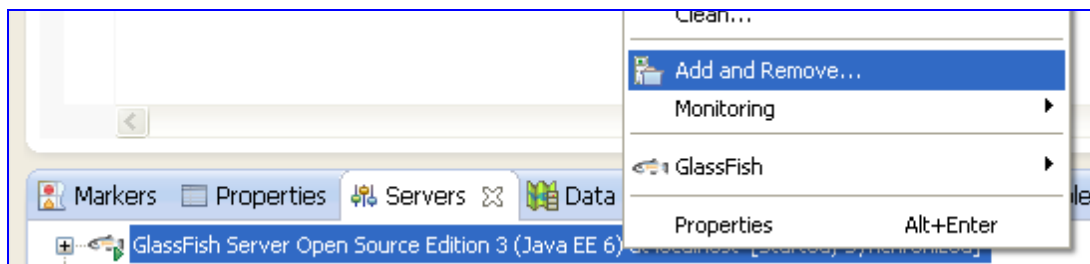 Clean...
Add and Remove...
Monitoring
GlassFish
Markers Properties Servers Data
Properties Alt+Enter
GlassFish Server Open Source Edition 3 (Java EE 6)